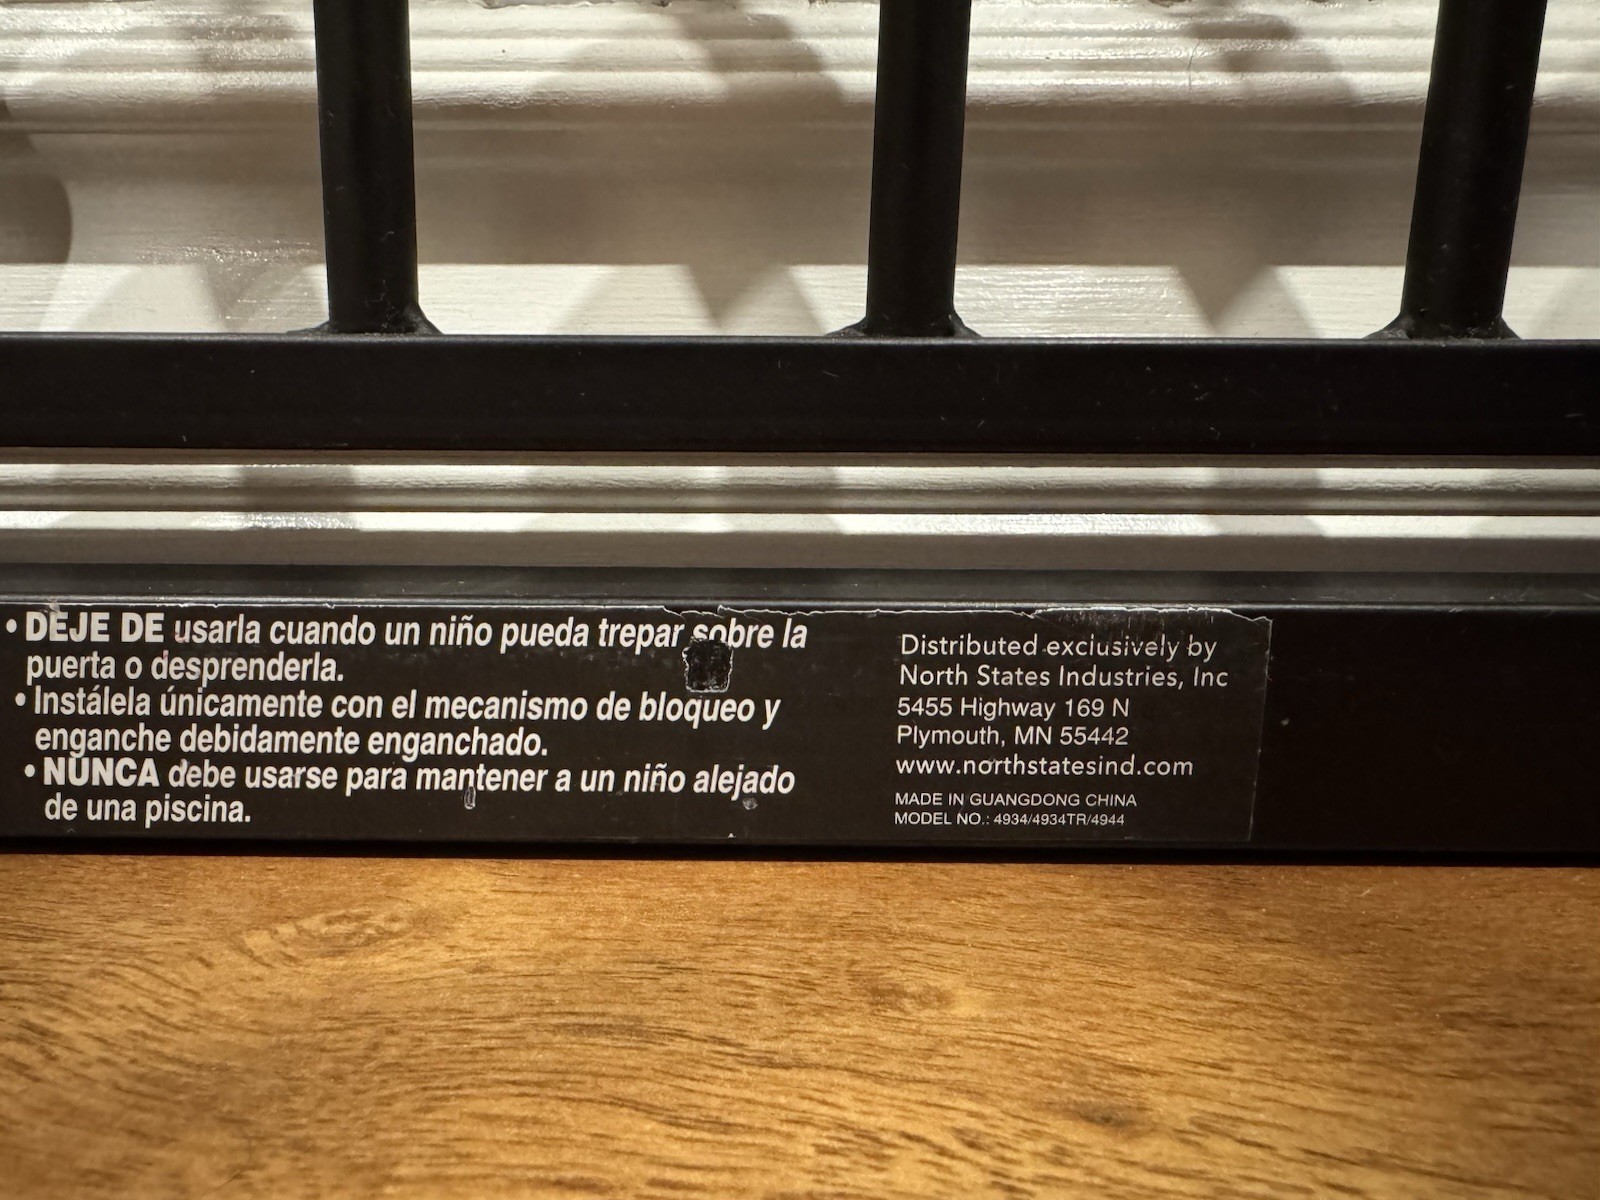 • DEJE DE usarla cuando un niño pueda trepar sobre la
puerta o desprenderla.
• Instálela únicamente con el mecanismo de bloqueo y
enganche debidamente enganchado.
• NUNCA debe usarse para mantener a un niño alejado
de una piscina.
Distributed exclusively by
North States Industries, Inc
5455 Highway 169 N
Plymouth, MN 55442
www.northstatesind.com
MADE IN GUANGDONG CHINA
MODEL NO.: 4934/4934TR/4944